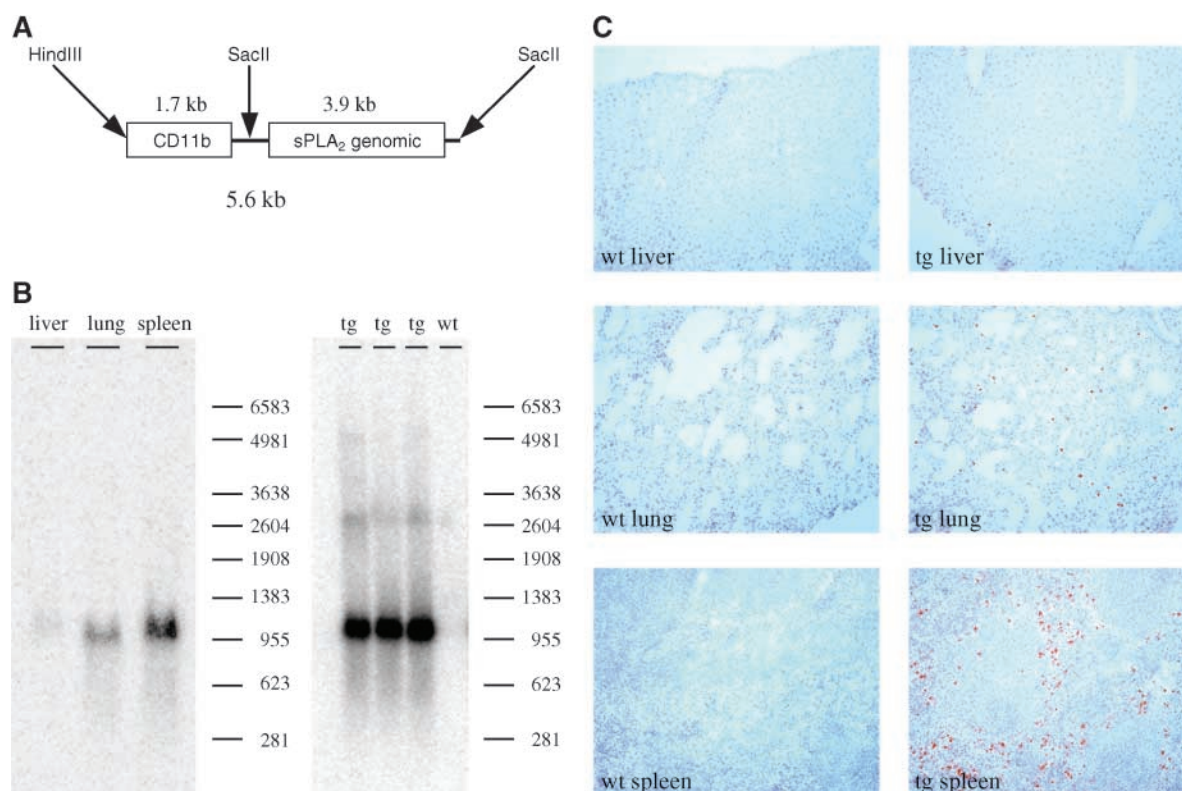 A
HindIII SacII SacII
1.7 kb 3.9 kb
CD11b sPLA₂ genomic
5.6 kb
B
liver lung spleen
6583
4981
3638
2604
1908
1383
955
623
281
tg tg tg wt
6583
4981
3638
2604
1908
1383
955
623
281
C
wt liver tg liver
wt lung tg lung
wt spleen tg spleen